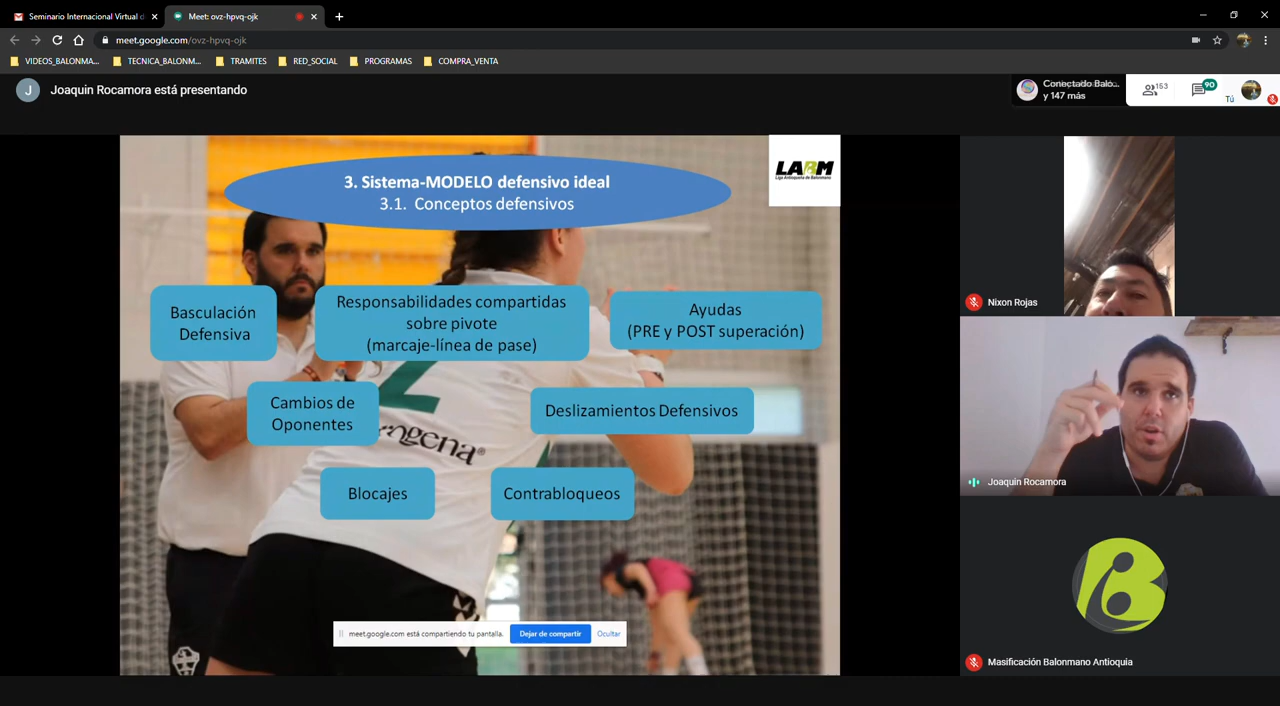 Seminario Internacional Virtual d
Meet: ovz-hpvq-ojk
meet.google.com/ovz-hpvq-ojk
VIDEOS_BALONMA...
TECNICA_BALONM...
TRAMITES
RED_SOCIAL
PROGRAMAS
COMPRA_VENTA
J
Joaquin Rocamora está presentando
Conectado Baló...
y 147 más
153
90
Tú
3. Sistema-MODELO defensivo ideal
3.1. Conceptos defensivos
LABM
Liga Antioqueña de Balonmano
Basculación
Defensiva
Responsabilidades compartidas
sobre pivote
(marcaje-línea de pase)
Ayudas
(PRE y POST superación)
Cambios de
Oponentes
Deslizamientos Defensivos
Blocajes
Contrabloqueos
meet.google.com está compartiendo tu pantalla.
Dejar de compartir
Ocultar
Nixon Rojas
Joaquin Rocamora
Masificación Balonmano Antioquia